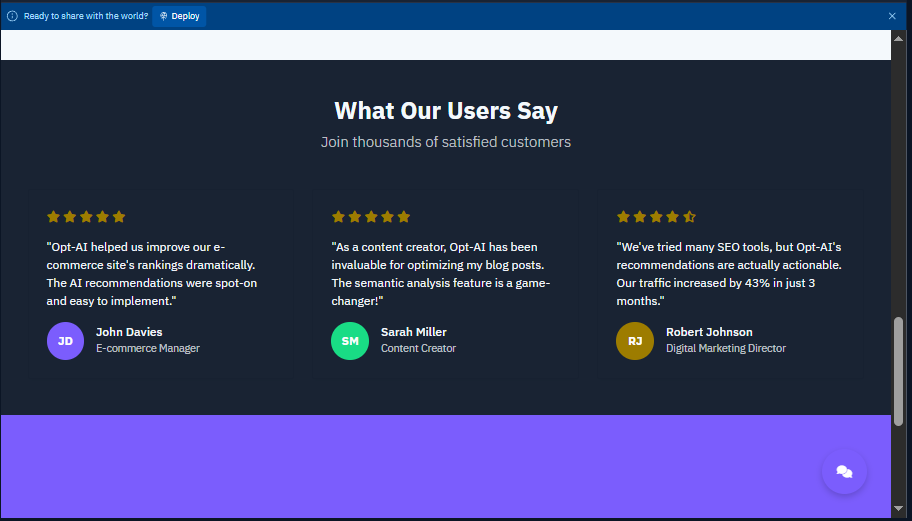 Ready to share with the world? Deploy
What Our Users Say
Join thousands of satisfied customers
"Opt-AI helped us improve our e-
commerce site's rankings dramatically.
The AI recommendations were spot-on
and easy to implement."
JD
John Davies
E-commerce Manager
"As a content creator, Opt-AI has been
invaluable for optimizing my blog posts.
The semantic analysis feature is a game-
changer!"
SM
Sarah Miller
Content Creator
"We've tried many SEO tools, but Opt-AI's
recommendations are actually actionable.
Our traffic increased by 43% in just 3
months."
RJ
Robert Johnson
Digital Marketing Director